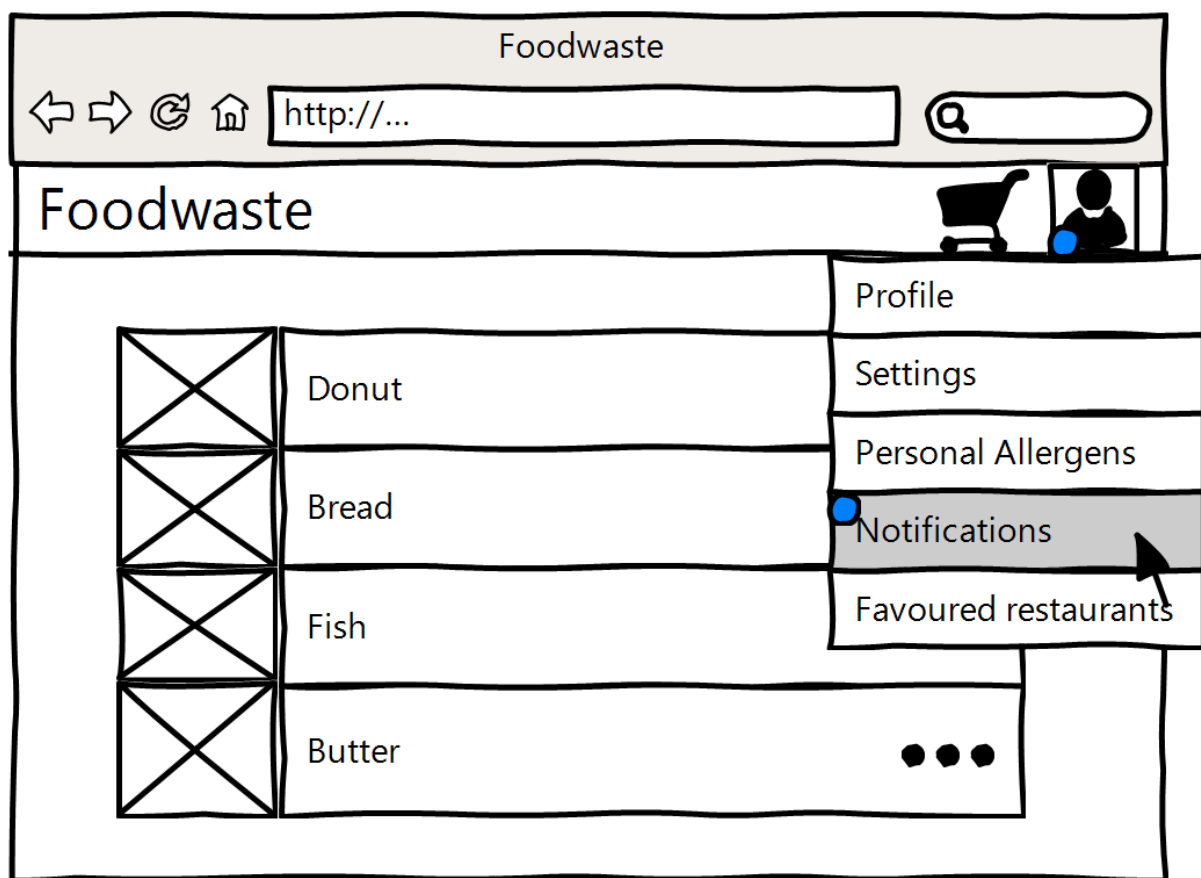 Foodwaste
http://...
Foodwaste
Profile
Settings
Donut
Personal Allergens
Bread
Notifications
Favoured restaurants
Fish
Butter